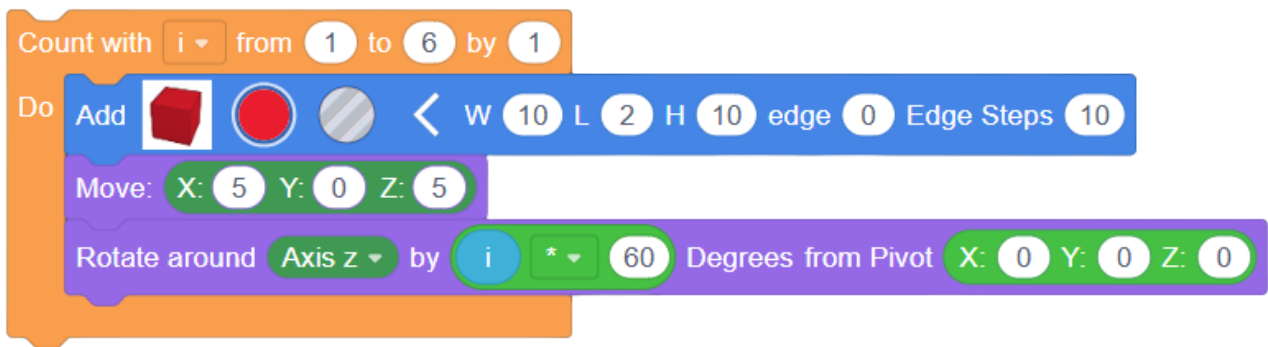 Count with i from 1 to 6 by 1
Do Add W 10 L 2 H 10 edge 0 Edge Steps 10
Move: X: 5 Y: 0 Z: 5
Rotate around Axis z by i * 60 Degrees from Pivot X: 0 Y: 0 Z: 0